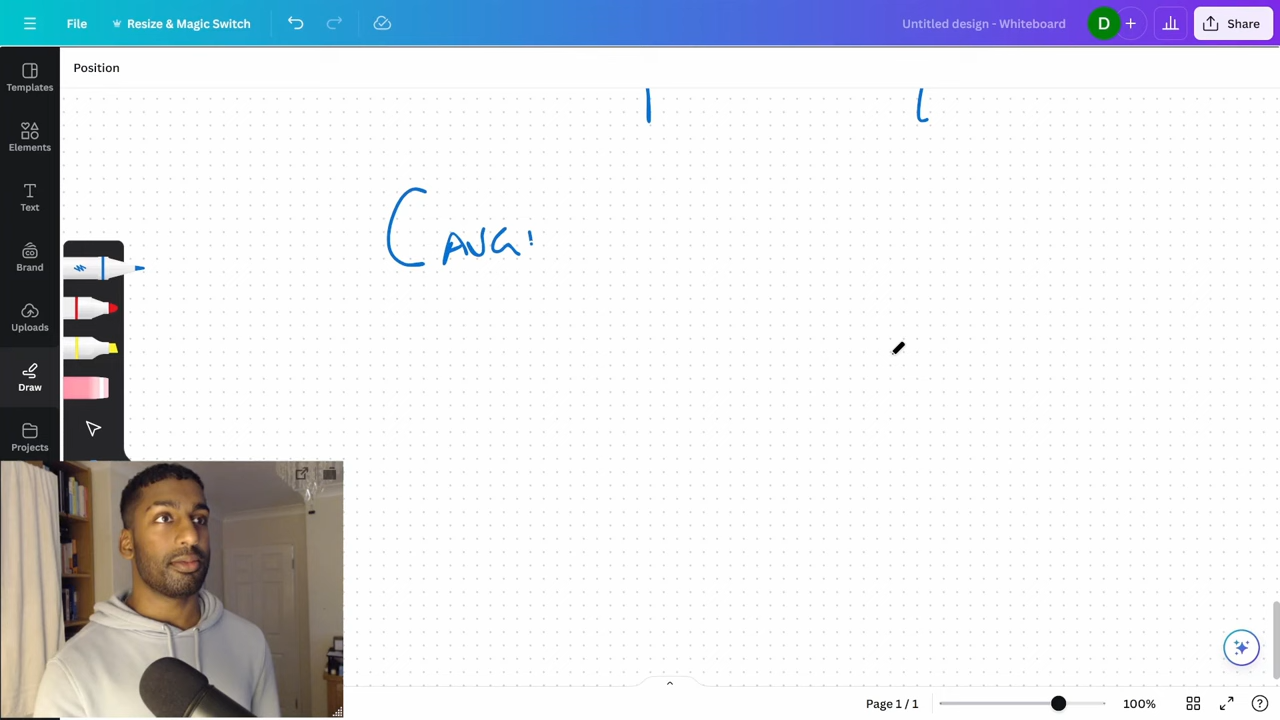 File
Resize & Magic Switch
Untitled design - Whiteboard
D
Share
Templates
Elements
Text
Brand
Uploads
Draw
Projects
Position
Page 1 / 1
100%